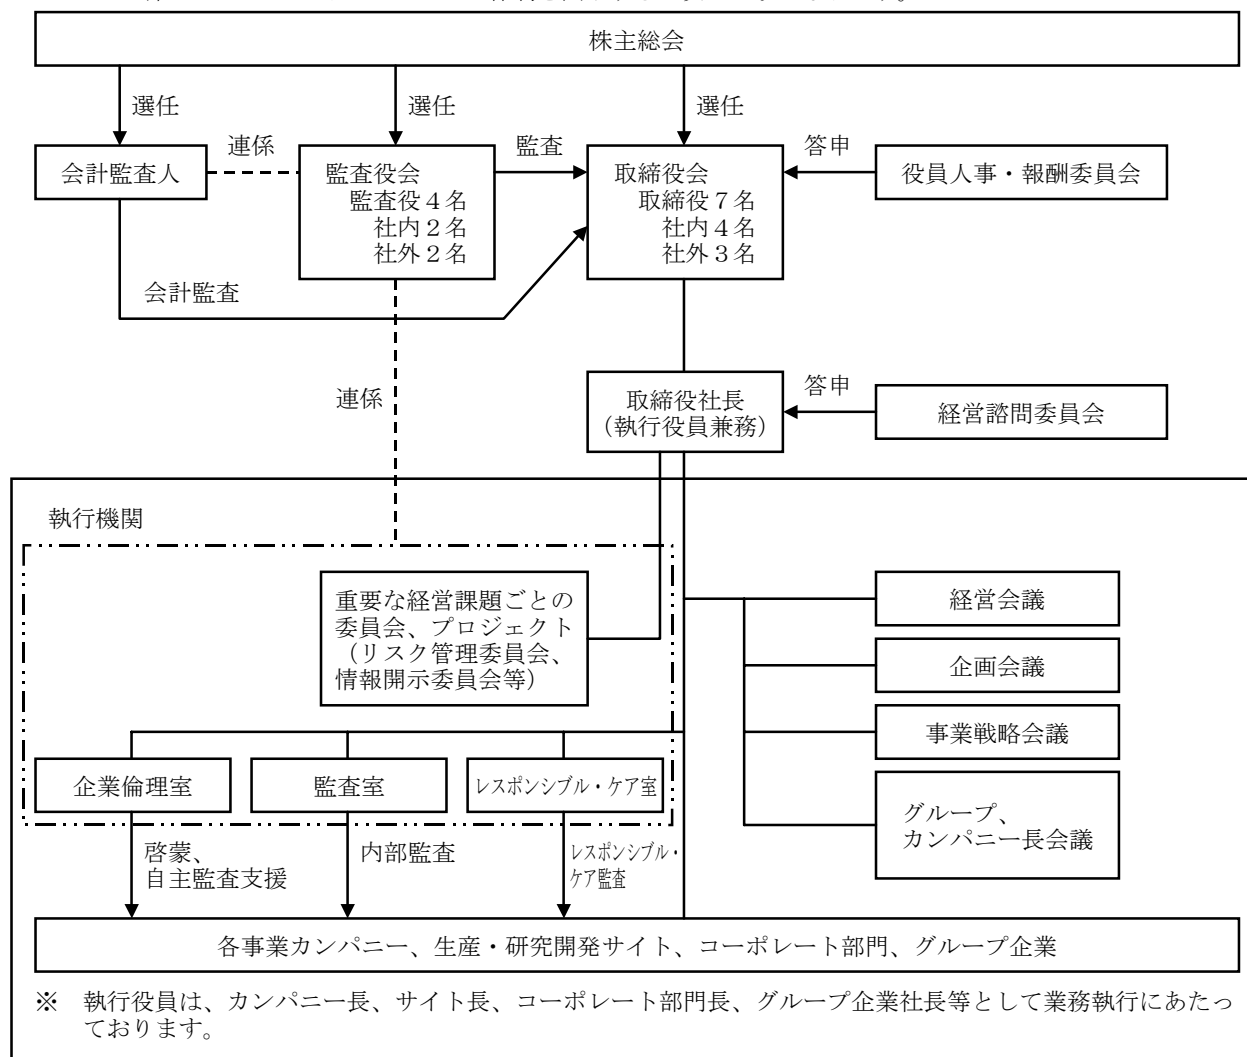 株主総会
選任
選任
選任
会計監査人
連係
監査役会
監査役４名
社内２名
社外２名
監査
取締役会
取締役７名
社内４名
社外３名
答申
役員人事・報酬委員会
会計監査
連係
取締役社長
（執行役員兼務）
答申
経営諮問委員会
執行機関
重要な経営課題ごとの
委員会、プロジェクト
（リスク管理委員会、
情報開示委員会等）
経営会議
企画会議
事業戦略会議
グループ、
カンパニー長会議
企業倫理室
監査室
レスポンシブル・ケア室
啓蒙、
自主監査支援
内部監査
レスポンシブル・
ケア監査
各事業カンパニー、生産・研究開発サイト、コーポレート部門、グループ企業
※　執行役員は、カンパニー長、サイト長、コーポレート部門長、グループ企業社長等として業務執行にあたっ
ております。